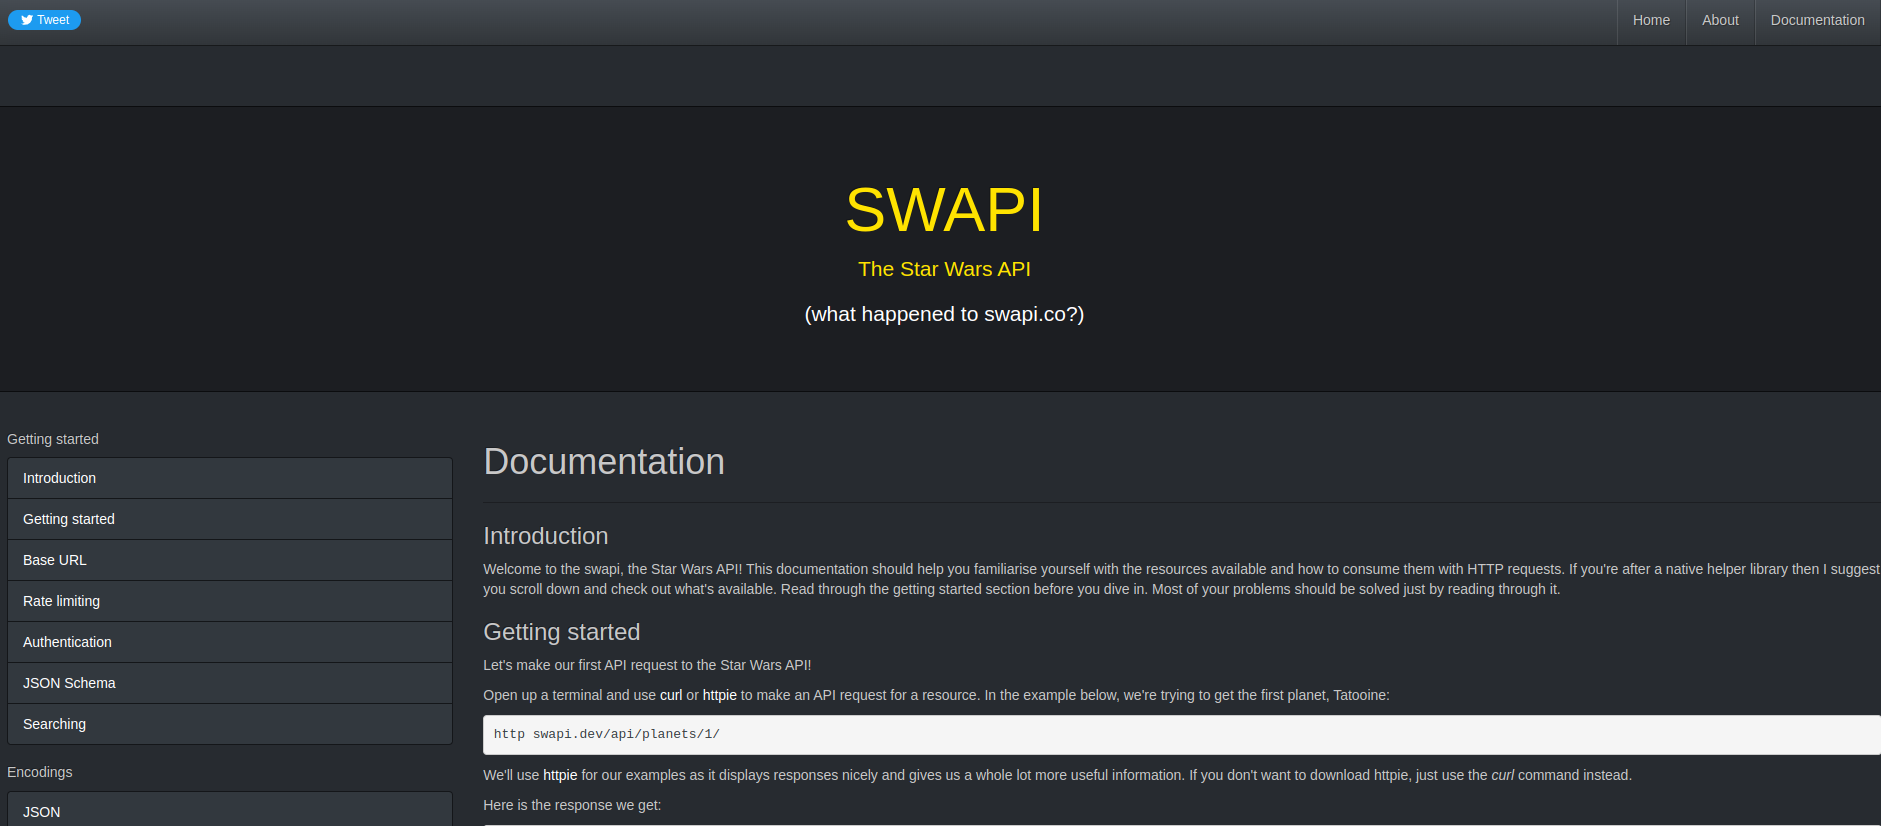 Tweet
Home
About
Documentation
SWAPI
The Star Wars API
(what happened to swapi.co?)
Getting started
Introduction
Getting started
Base URL
Rate limiting
Authentication
JSON Schema
Searching
Encodings
JSON
Documentation
Introduction
Welcome to the swapi, the Star Wars API! This documentation should help you familiarise yourself with the resources available and how to consume them with HTTP requests. If you're after a native helper library then I suggest
you scroll down and check out what's available. Read through the getting started section before you dive in. Most of your problems should be solved just by reading through it.
Getting started
Let's make our first API request to the Star Wars API!
Open up a terminal and use curl or httpie to make an API request for a resource. In the example below, we're trying to get the first planet, Tatooine:
http swapi.dev/api/planets/1/
We'll use httpie for our examples as it displays responses nicely and gives us a whole lot more useful information. If you don't want to download httpie, just use the curl command instead.
Here is the response we get: